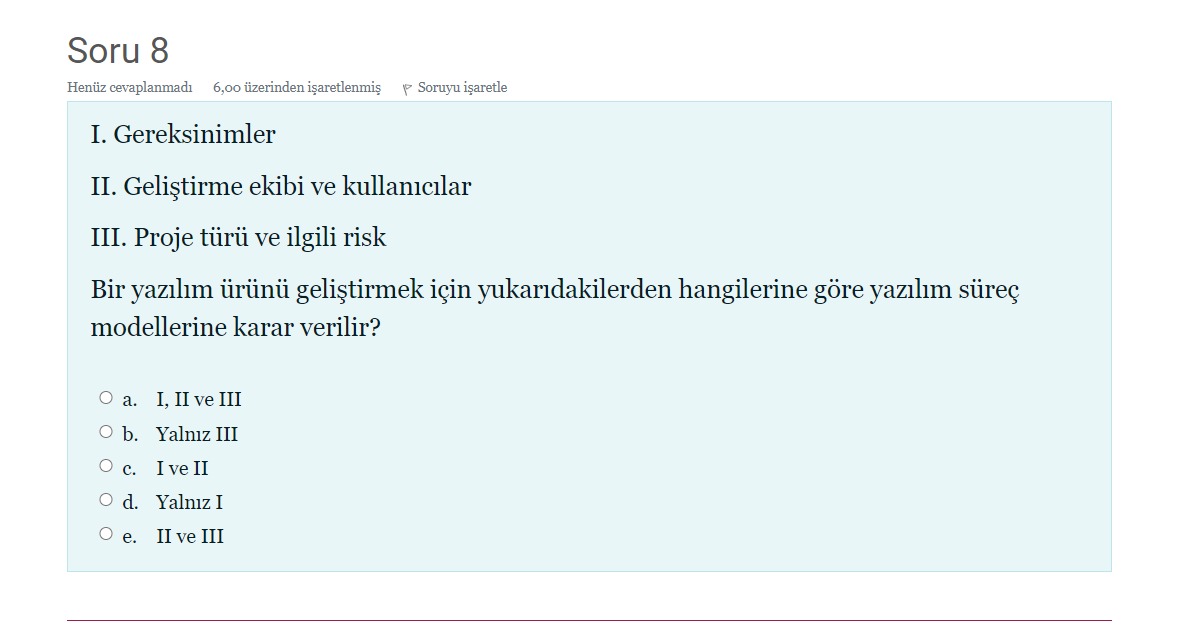 Soru 8
Henüz cevaplanmadı 6,00 üzerinden işaretlenmiş Soruyu işaretle
I. Gereksinimler
II. Geliştirme ekibi ve kullanıcılar
III. Proje türü ve ilgili risk
Bir yazılım ürünü geliştirmek için yukarıdakilerden hangilerine göre yazılım süreç
modellerine karar verilir?
a. I, II ve III
b. Yalnız III
c. I ve II
d. Yalnız I
e. II ve III